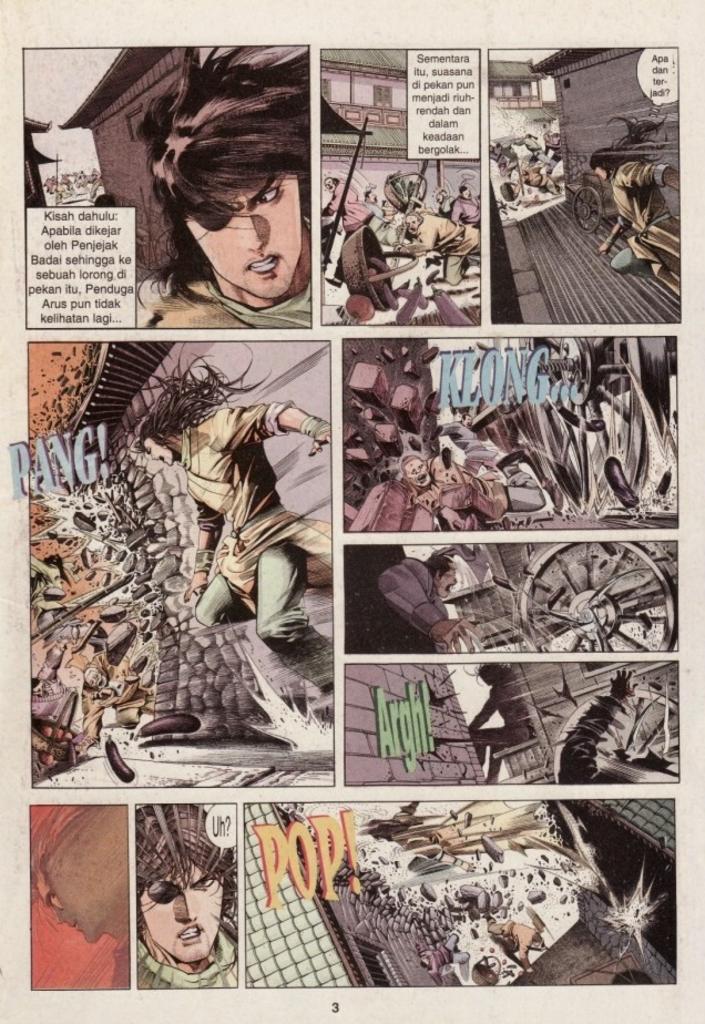 Kisah dahulu:
Apabila dikejar
oleh Penjejak
Badai sehingga ke
sebuah lorong di
pekan itu, Penduga
Arus pun tidak
kelihatan lagi...
Sementara
itu, suasana
di pekan pun
menjadi riuh-
rendah dan
dalam
keadaan
bergolak...
Apa
dan
ter-
jadi?
PANG!
KLONG...
Argh!
Uh?
POP!
3